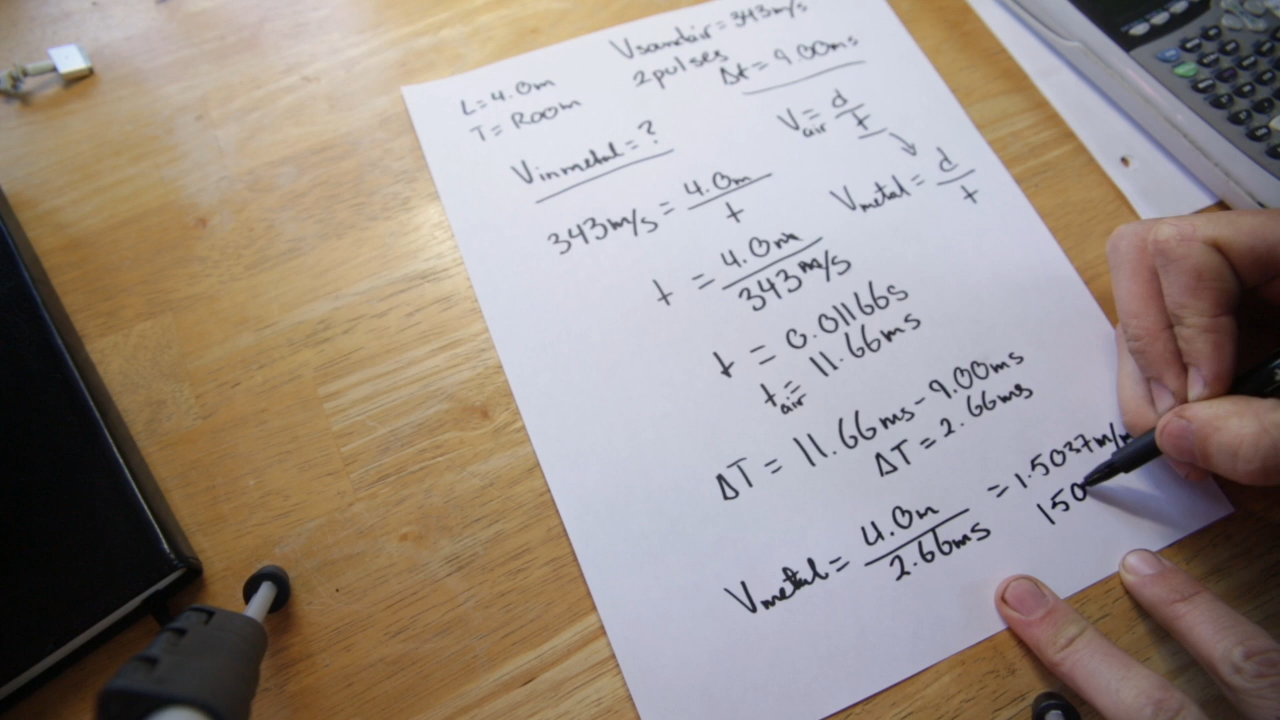 Vsoundair = 343m/s
2 pulses
Δt = 9.00ms
L = 4.0m
T = Room
Vinmetal = ?
Vair = d/t
Vmetal = d/t
343m/s = 4.0m/t
t = 4.0m/343m/s
t = 0.01166s
tair = 11.66ms
ΔT = 11.66ms - 9.00ms
ΔT = 2.66ms
Vmetal = 4.0m/2.66ms = 1.5037m/m
150